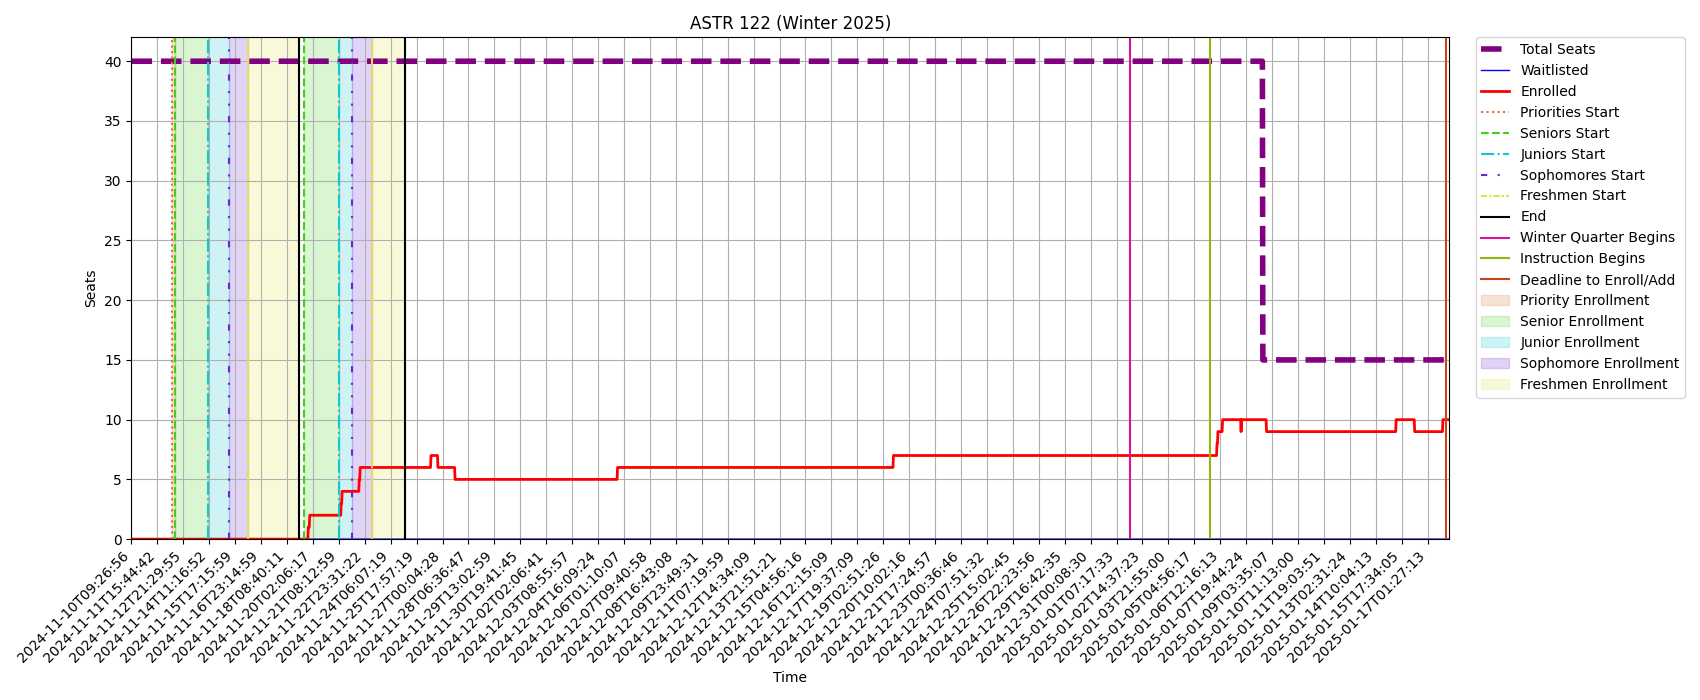 ASTR 122 (Winter 2025)
Seats
40
35
30
25
20
15
10
5
0
2024-11-10T09:26:56
2024-11-11T15:44:42
2024-11-12T21:29:55
2024-11-14T11:16:52
2024-11-15T17:15:59
2024-11-16T23:14:59
2024-11-18T08:40:11
2024-11-20T02:06:17
2024-11-21T08:12:59
2024-11-22T23:31:22
2024-11-24T06:07:19
2024-11-25T17:57:19
2024-11-27T00:04:28
2024-11-28T06:36:47
2024-11-29T13:02:59
2024-11-30T19:41:45
2024-12-02T02:06:41
2024-12-03T08:55:57
2024-12-04T16:09:24
2024-12-06T01:10:07
2024-12-07T09:40:58
2024-12-08T16:43:08
2024-12-09T23:49:31
2024-12-11T07:19:59
2024-12-12T14:34:09
2024-12-13T21:51:21
2024-12-15T04:56:16
2024-12-16T12:15:09
2024-12-17T19:37:09
2024-12-19T02:51:26
2024-12-20T10:02:16
2024-12-21T17:24:57
2024-12-23T00:36:46
2024-12-24T07:51:32
2024-12-25T15:02:45
2024-12-26T22:23:56
2024-12-29T16:42:35
2024-12-31T00:08:30
2025-01-01T07:17:33
2025-01-02T14:37:23
2025-01-03T21:55:00
2025-01-05T04:56:17
2025-01-06T12:16:13
2025-01-07T19:44:24
2025-01-09T03:35:07
2025-01-10T11:13:00
2025-01-11T19:03:51
2025-01-13T02:31:24
2025-01-14T10:04:13
2025-01-15T17:34:05
2025-01-17T01:27:13
Time
Total Seats
Waitlisted
Enrolled
Priorities Start
Seniors Start
Juniors Start
Sophomores Start
Freshmen Start
End
Winter Quarter Begins
Instruction Begins
Deadline to Enroll/Add
Priority Enrollment
Senior Enrollment
Junior Enrollment
Sophomore Enrollment
Freshmen Enrollment